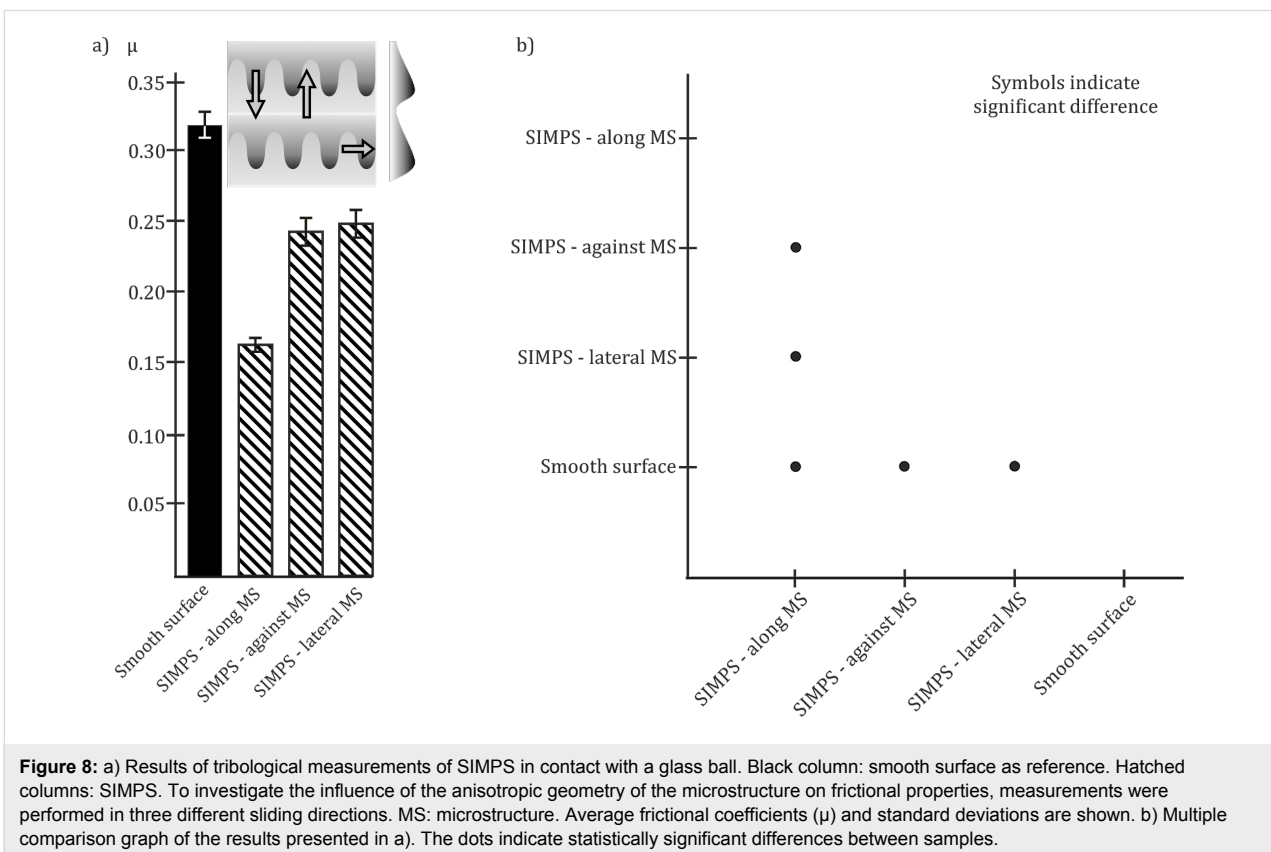 a) μ
0.35
0.30
0.25
0.20
0.15
0.10
0.05
Smooth surface
SIMPS - along MS
SIMPS - against MS
SIMPS - lateral MS
b)
Symbols indicate
significant difference
SIMPS - along MS
SIMPS - against MS
SIMPS - lateral MS
Smooth surface
SIMPS - along MS
SIMPS - against MS
SIMPS - lateral MS
Smooth surface
Figure 8: a) Results of tribological measurements of SIMPS in contact with a glass ball. Black column: smooth surface as reference. Hatched
columns: SIMPS. To investigate the influence of the anisotropic geometry of the microstructure on frictional properties, measurements were
performed in three different sliding directions. MS: microstructure. Average frictional coefficients (μ) and standard deviations are shown. b) Multiple
comparison graph of the results presented in a). The dots indicate statistically significant differences between samples.